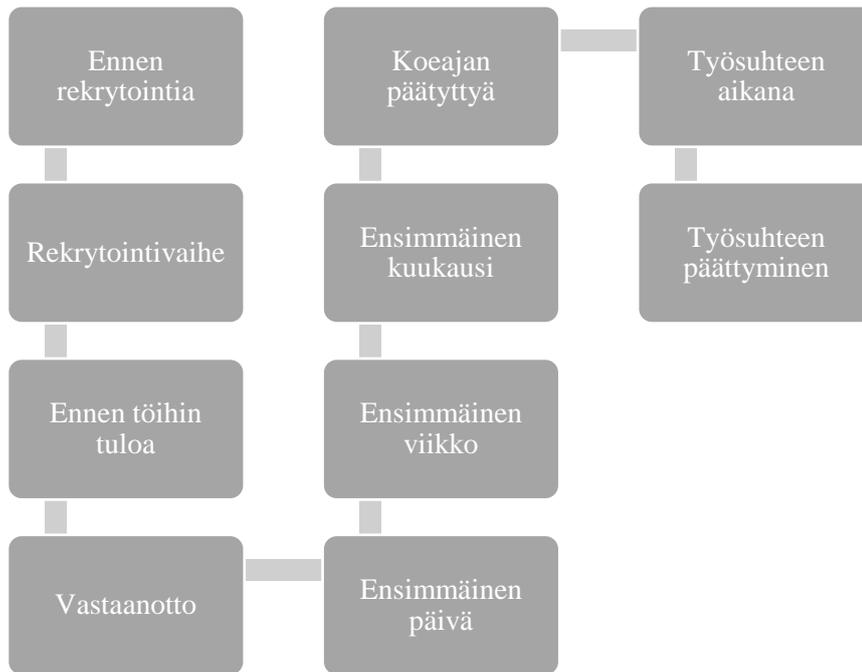 Ennen
rekrytointia
Rekrytointivaihe
Ennen töihin
tuloa
Vastaanotto
Ensimmäinen
päivä
Ensimmäinen
viikko
Ensimmäinen
kuukausi
Koeajan
päätyttyä
Työsuhteen
aikana
Työsuhteen
päättyminen